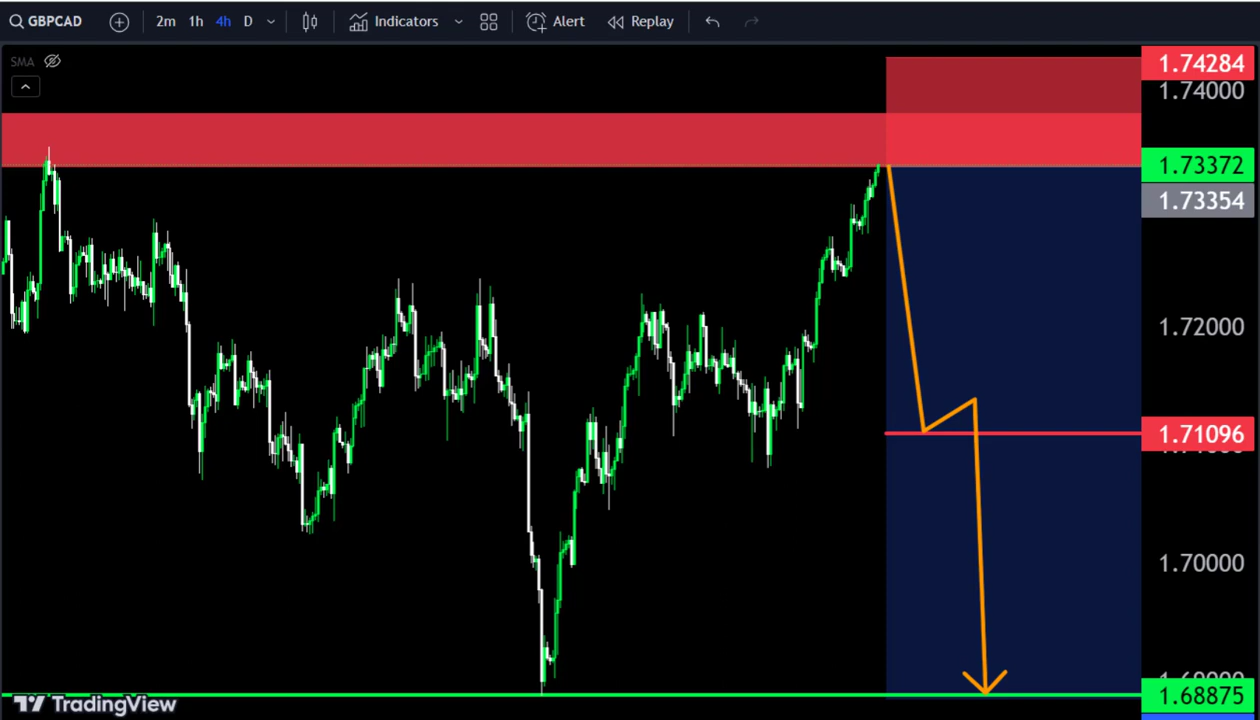 GBPCAD 2m 1h 4h D Indicators Alert Replay
SMA
1.74284
1.74000
1.73372
1.73354
1.72000
1.71096
1.70000
1.68875
TradingView